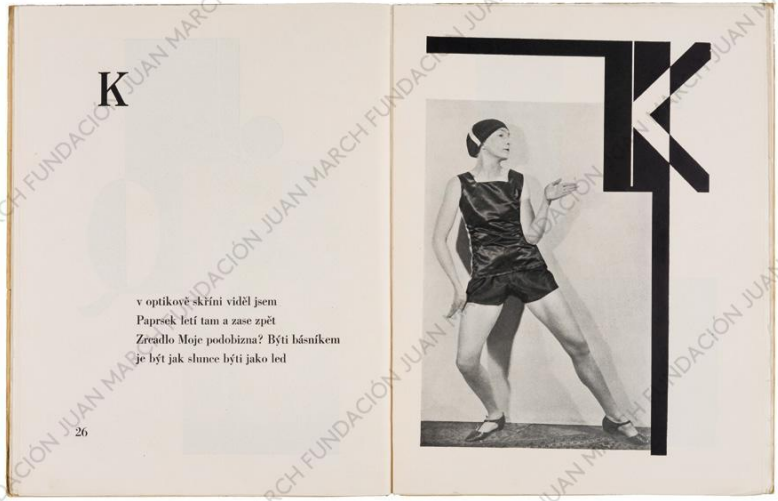 K
v optikově skříni viděl jsem
Paprsek letí tam a zase zpět
Zrcadlo Moje podobizna? Býti básníkem
je být jak slunce býti jako led
26
K
FUNDACIÓN JUAN MARCH